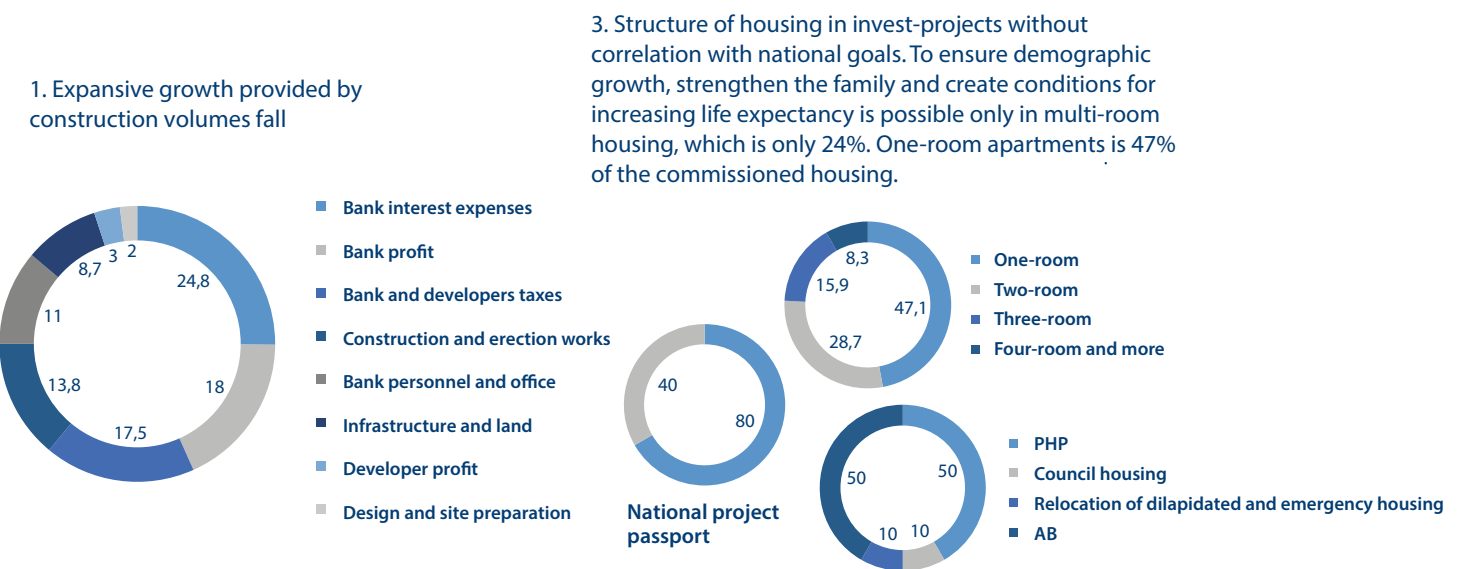 1. Expansive growth provided by
construction volumes fall
24,8
18
17,5
13,8
11
8,7
3
2
Bank interest expenses
Bank profit
Bank and developers taxes
Construction and erection works
Bank personnel and office
Infrastructure and land
Developer profit
Design and site preparation
3. Structure of housing in invest-projects without
correlation with national goals. To ensure demographic
growth, strengthen the family and create conditions for
increasing life expectancy is possible only in multi-room
housing, which is only 24%. One-room apartments is 47%
of the commissioned housing.
40
80
National project
passport
8,3
15,9
47,1
28,7
One-room
Two-room
Three-room
Four-room and more
50
50
10
10
PHP
Council housing
Relocation of dilapidated and emergency housing
AB